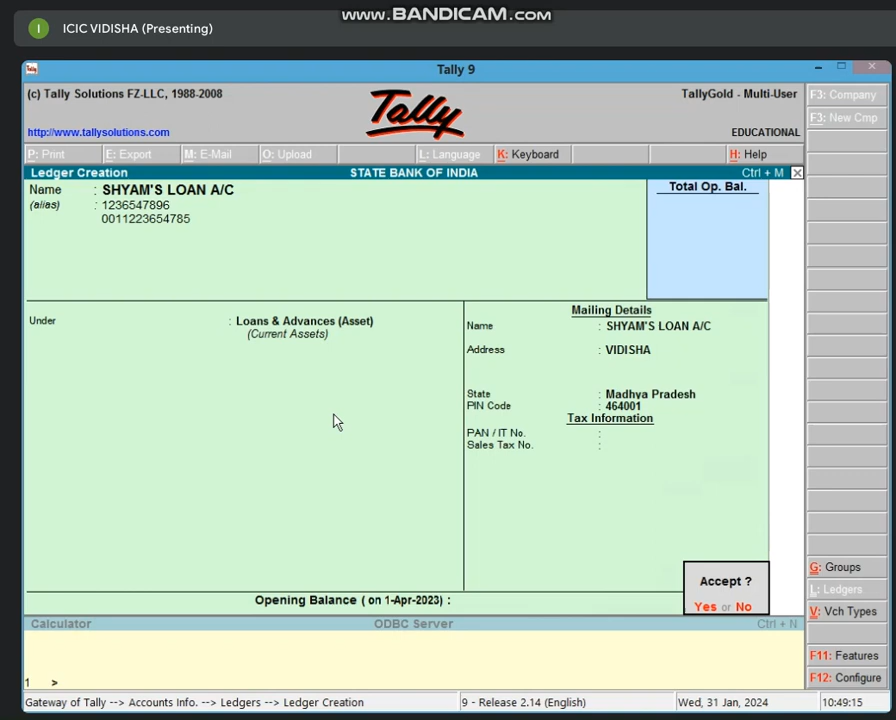 www.BANDICAM.com
I ICIC VIDISHA (Presenting)
Tally 9
(c) Tally Solutions FZ-LLC, 1988-2008
Tally
TallyGold - Multi-User
http://www.tallysolutions.com
EDUCATIONAL
P: Print E: Export M: E-Mail O: Upload L: Language K: Keyboard H: Help
Ledger Creation STATE BANK OF INDIA Ctrl + M
Name : SHYAM'S LOAN A/C
(alias) : 1236547896
0011223654785
Total Op. Bal.
Under : Loans & Advances (Asset)
(Current Assets)
Mailing Details
Name : SHYAM'S LOAN A/C
Address : VIDISHA
State : Madhya Pradesh
PIN Code : 464001
Tax Information
PAN / IT No. :
Sales Tax No. :
Accept ?
Yes or No
Opening Balance ( on 1-Apr-2023) :
Calculator ODBC Server Ctrl + N
1 >
Gateway of Tally --> Accounts Info. --> Ledgers --> Ledger Creation 9 - Release 2.14 (English) Wed, 31 Jan, 2024 10:49:15
F3: Company
F3: New Cmp
G: Groups
L: Ledgers
V: Vch Types
F11: Features
F12: Configure